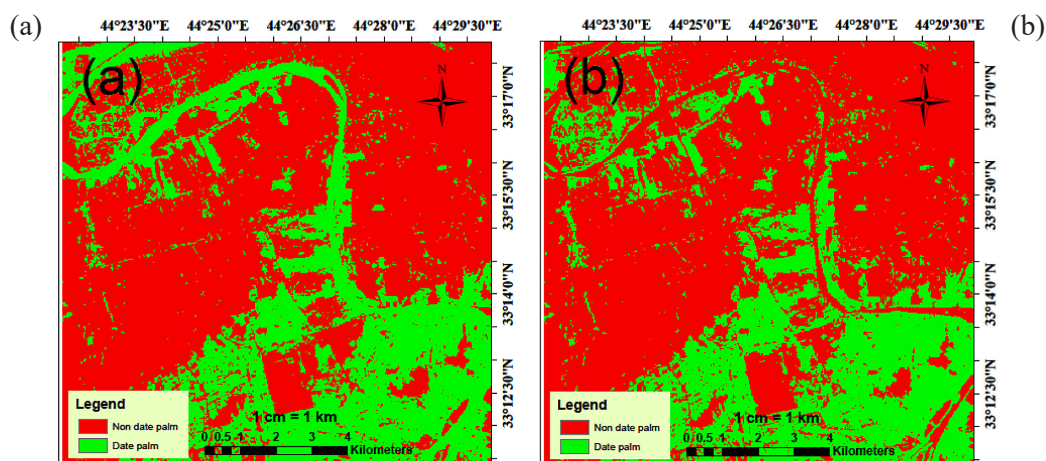 44°23'30"E 44°25'0"E 44°26'30"E 44°28'0"E 44°29'30"E
44°23'30"E 44°25'0"E 44°26'30"E 44°28'0"E 44°29'30"E
(a)
(b)
(a)
N
33°17'0"N
33°15'30"N
33°14'0"N
33°12'30"N
Legend
Non date palm
Date palm
1 cm = 1 km
0 0.5 1 2 3 4
Kilometers
(b)
N
33°17'0"N
33°15'30"N
33°14'0"N
33°12'30"N
Legend
Non date palm
Date palm
1 cm = 1 km
0 0.5 1 2 3 4
Kilometers